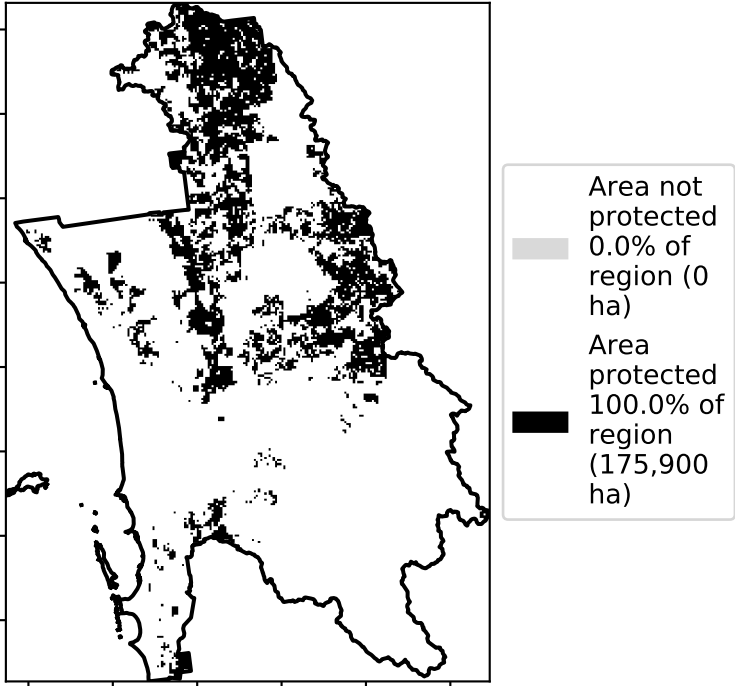 Area not
protected
0.0% of
region (0
ha)
Area
protected
100.0% of
region
(175,900
ha)